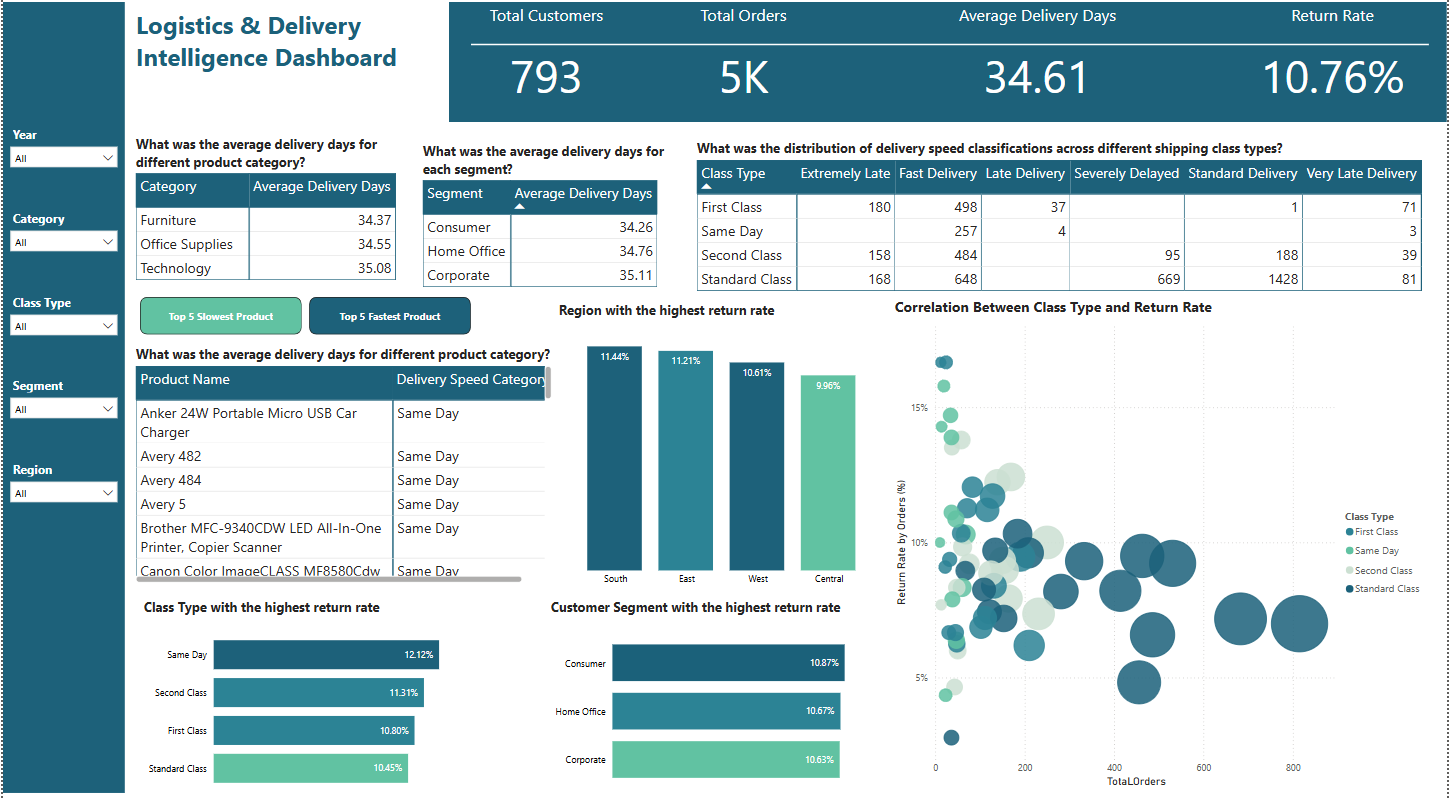 Logistics & Delivery
Intelligence Dashboard
Total Customers Total Orders Average Delivery Days Return Rate
793 5K 34.61 10.76%
Year
All
Category
All
Class Type
All
Segment
All
Region
All
What was the average delivery days for
different product category?
Category Average Delivery Days
Furniture 34.37
Office Supplies 34.55
Technology 35.08
What was the average delivery days for
each segment?
Segment Average Delivery Days
Consumer 34.26
Home Office 34.76
Corporate 35.11
What was the distribution of delivery speed classifications across different shipping class types?
Class Type Extremely Late Fast Delivery Late Delivery Severely Delayed Standard Delivery Very Late Delivery
First Class 180 498 37 1 71
Same Day 257 4 3
Second Class 158 484 95 188 39
Standard Class 168 648 669 1428 81
Top 5 Slowest Product Top 5 Fastest Product
What was the average delivery days for different product category?
Product Name Delivery Speed Category
Anker 24W Portable Micro USB Car
Charger
Same Day
Avery 482 Same Day
Avery 484 Same Day
Avery 5 Same Day
Brother MFC-9340CDW LED All-In-One
Printer, Copier Scanner
Same Day
Canon Color ImageCLASS MF8580Cdw Same Day
Region with the highest return rate
11.44% 11.21% 10.61% 9.96%
South East West Central
Correlation Between Class Type and Return Rate
Return Rate by Orders (%)
15%
10%
5%
0 200 400 600 800
TotaLOrders
Class Type
First Class
Same Day
Second Class
Standard Class
Class Type with the highest return rate
Same Day 12.12%
Second Class 11.31%
First Class 10.80%
Standard Class 10.45%
Customer Segment with the highest return rate
Consumer 10.87%
Home Office 10.67%
Corporate 10.63%